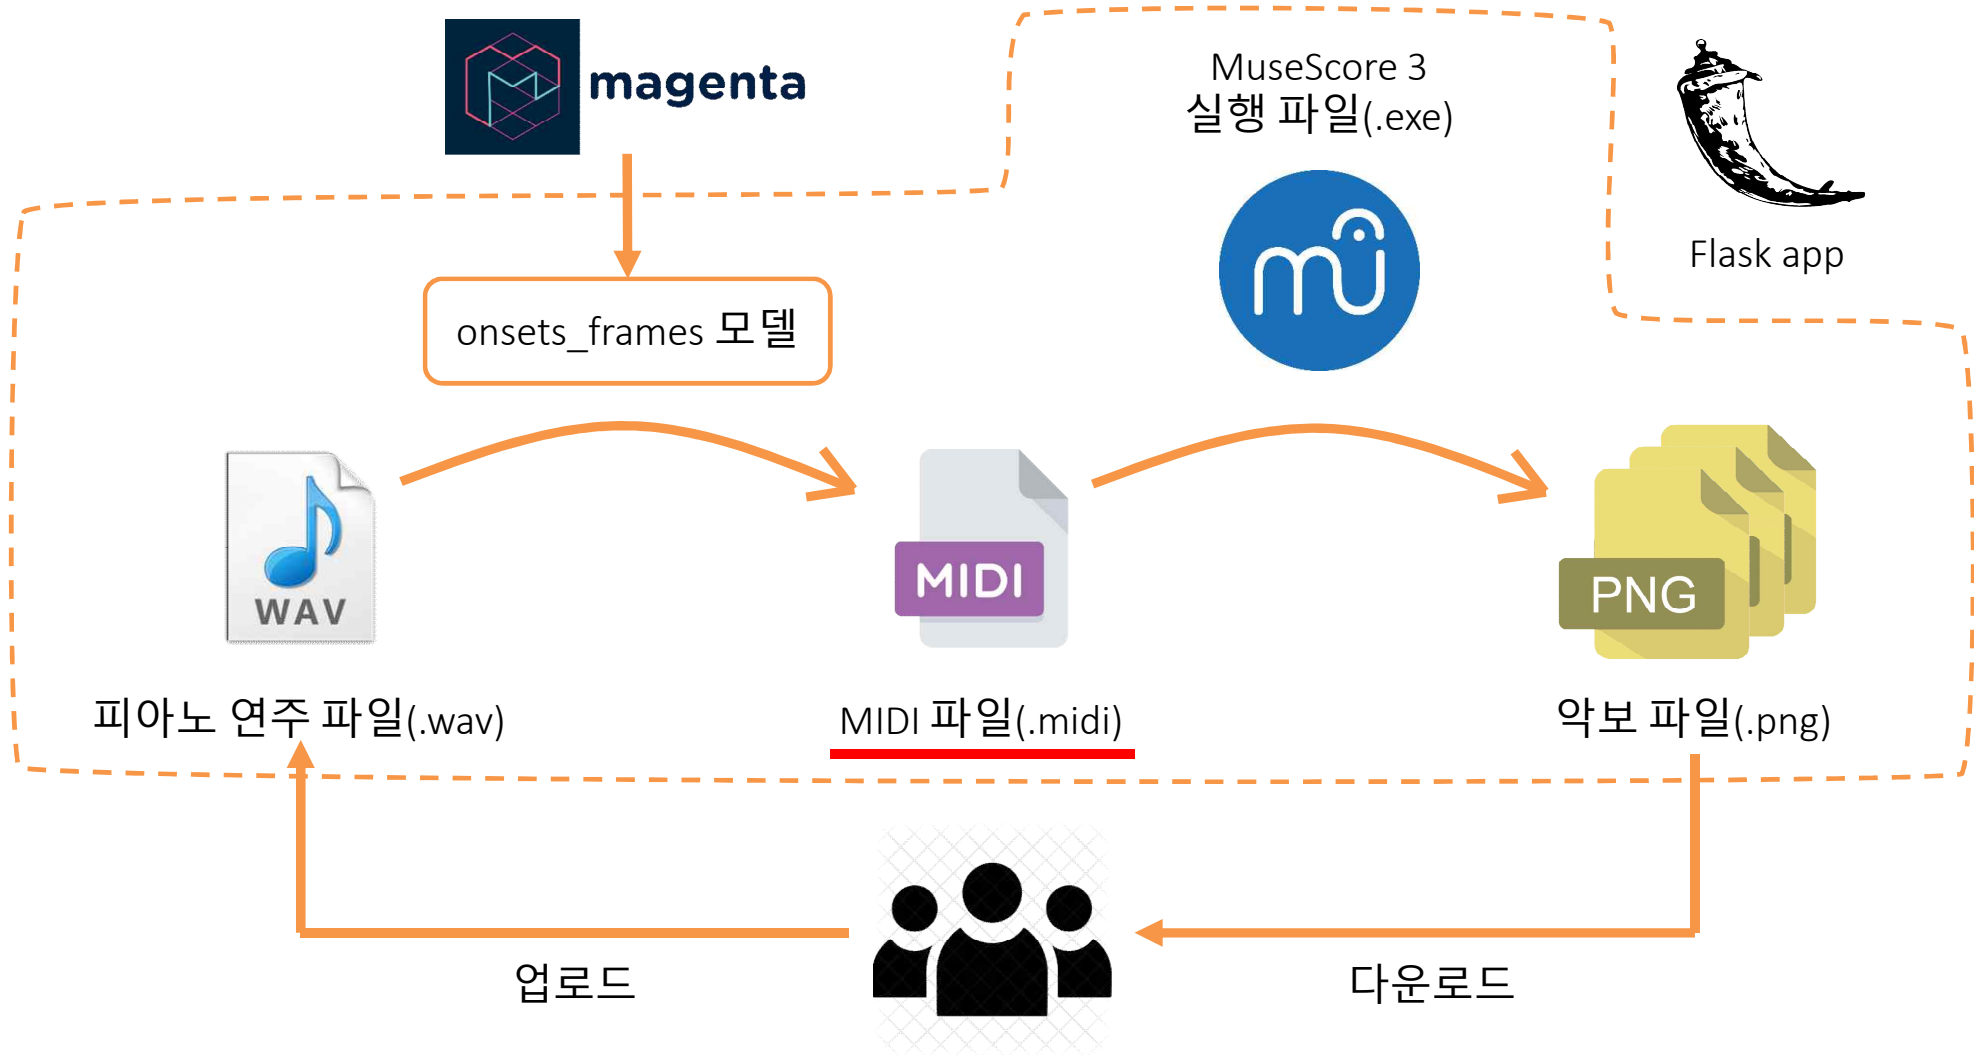 magenta
MuseScore 3
실행 파일(.exe)
Flask app
onsets_frames 모델
WAV
MIDI
PNG
피아노 연주 파일(.wav)
MIDI 파일(.midi)
악보 파일(.png)
업로드
다운로드